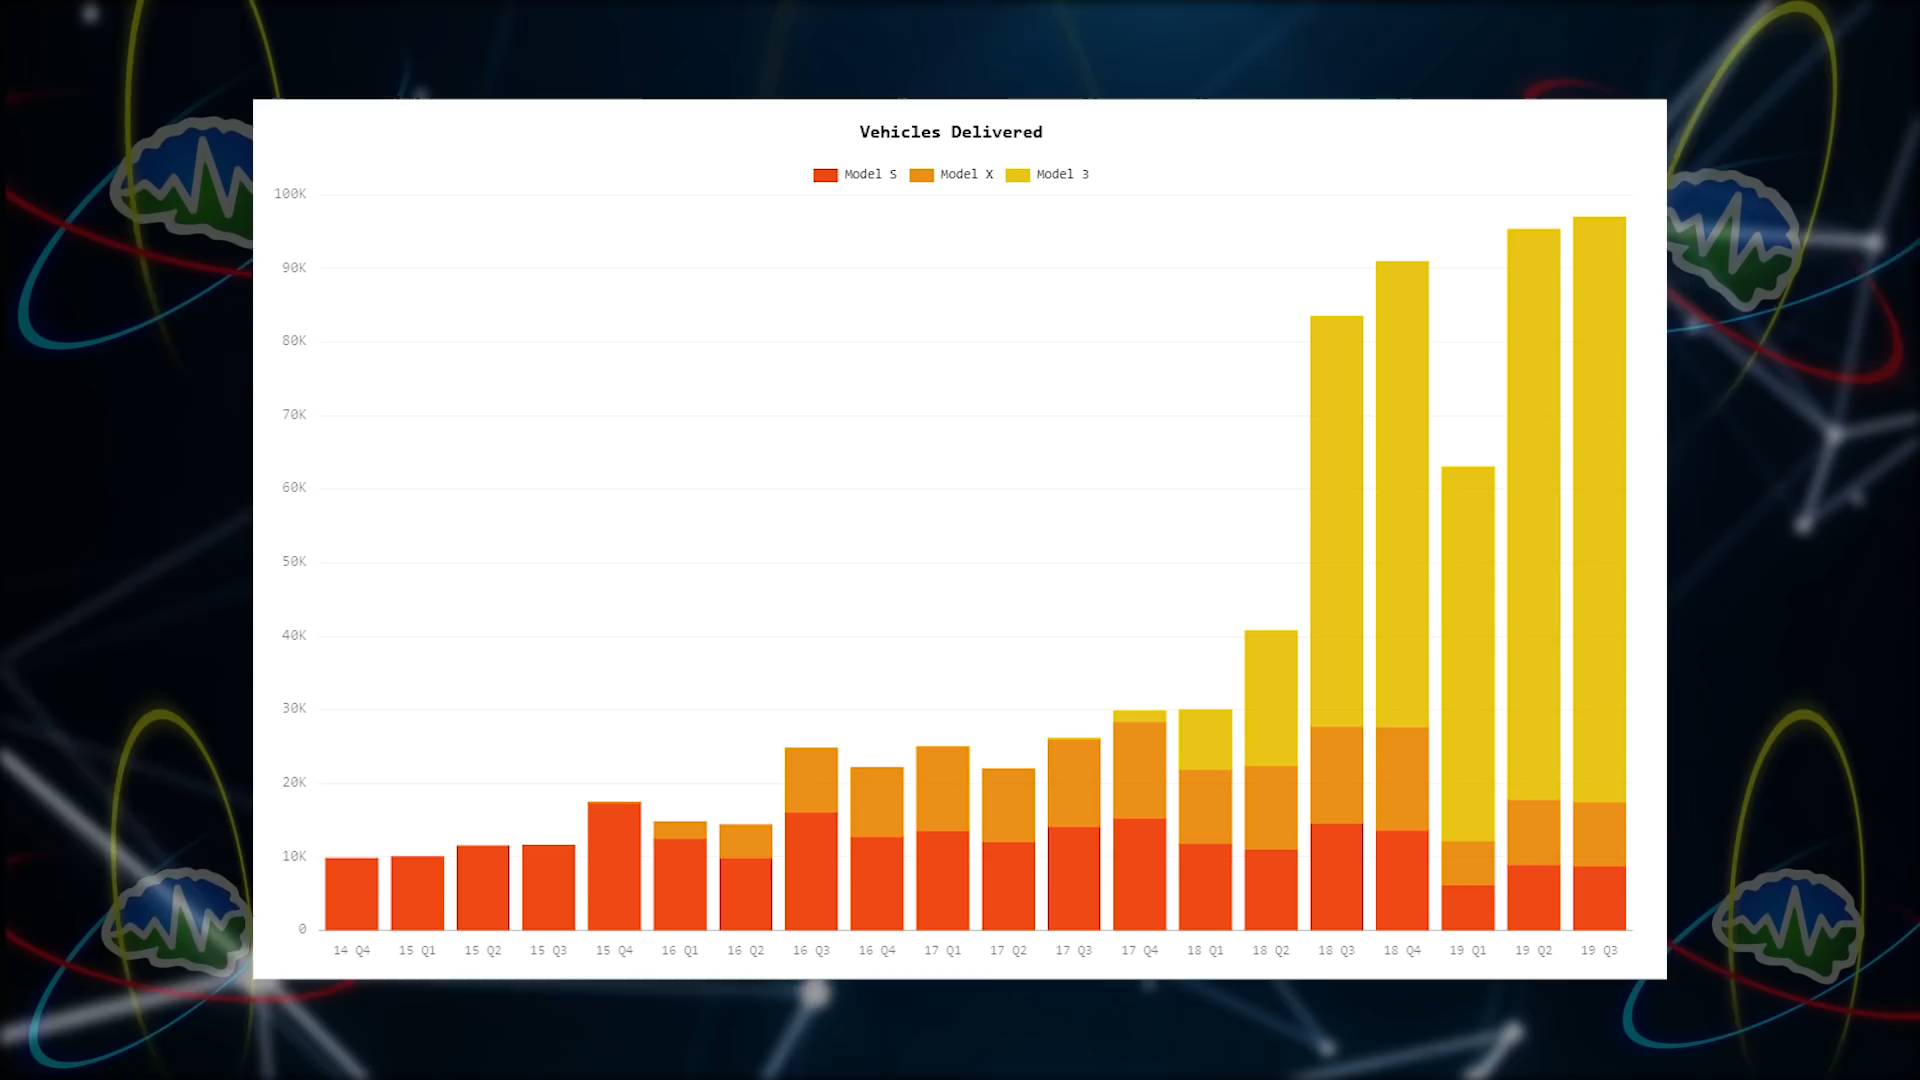 Vehicles Delivered
Model S Model X Model 3
100K
90K
80K
70K
60K
50K
40K
30K
20K
10K
0
14 Q4 15 Q1 15 Q2 15 Q3 15 Q4 16 Q1 16 Q2 16 Q3 16 Q4 17 Q1 17 Q2 17 Q3 17 Q4 18 Q1 18 Q2 18 Q3 18 Q4 19 Q1 19 Q2 19 Q3